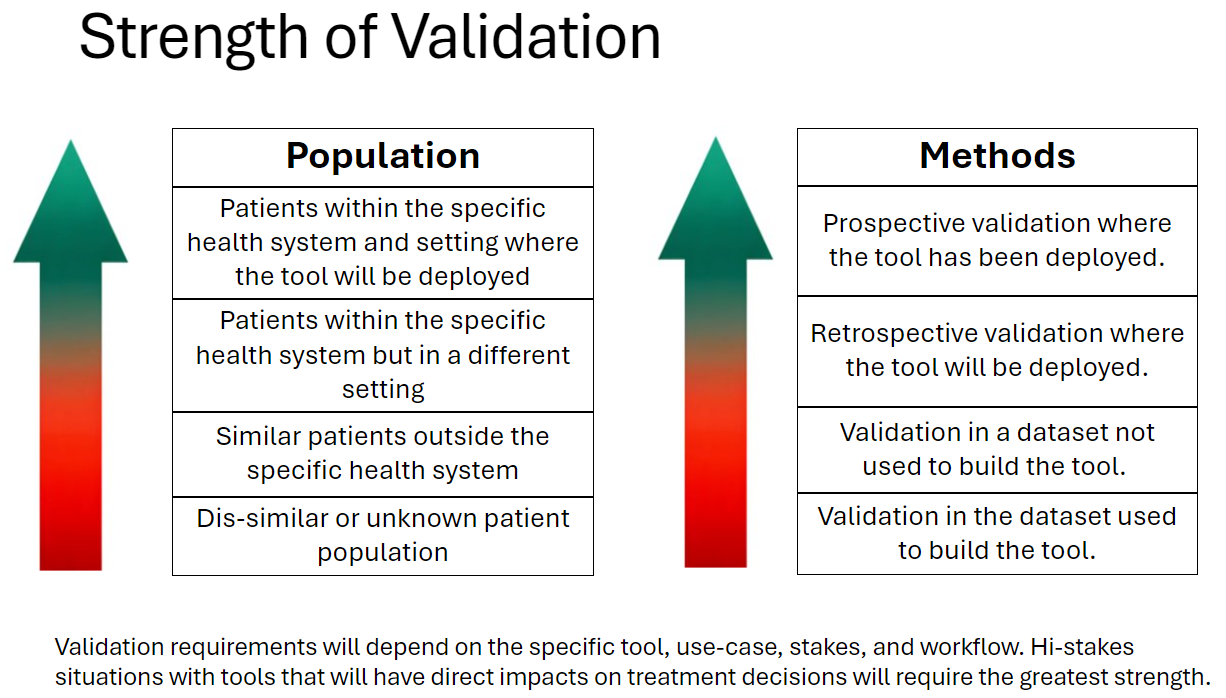 Strength of Validation
Population
Patients within the specific
health system and setting where
the tool will be deployed
Patients within the specific
health system but in a different
setting
Similar patients outside the
specific health system
Dis-similar or unknown patient
population
Methods
Prospective validation where
the tool has been deployed.
Retrospective validation where
the tool will be deployed.
Validation in a dataset not
used to build the tool.
Validation in the dataset used
to build the tool.
Validation requirements will depend on the specific tool, use-case, stakes, and workflow. Hi-stakes
situations with tools that will have direct impacts on treatment decisions will require the greatest strength.